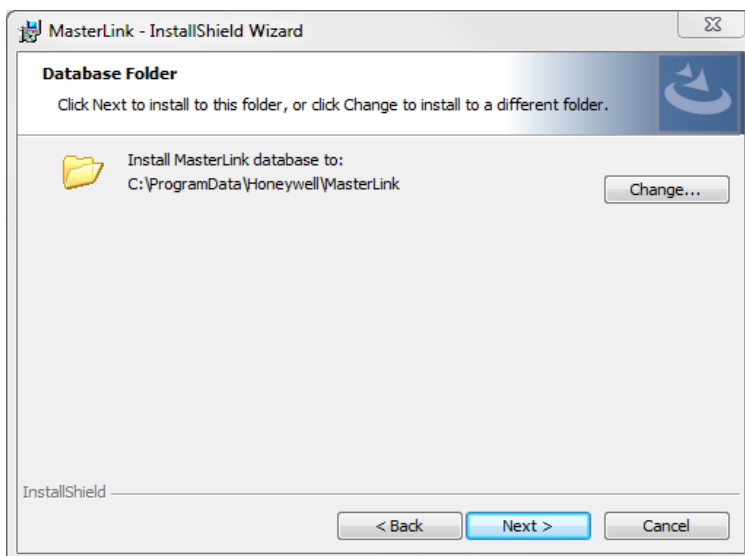 MasterLink - InstallShield Wizard
Database Folder
Click Next to install to this folder, or click Change to install to a different folder.
Install MasterLink database to:
C:\ProgramData\Honeywell\MasterLink
Change...
InstallShield
< Back
Next >
Cancel